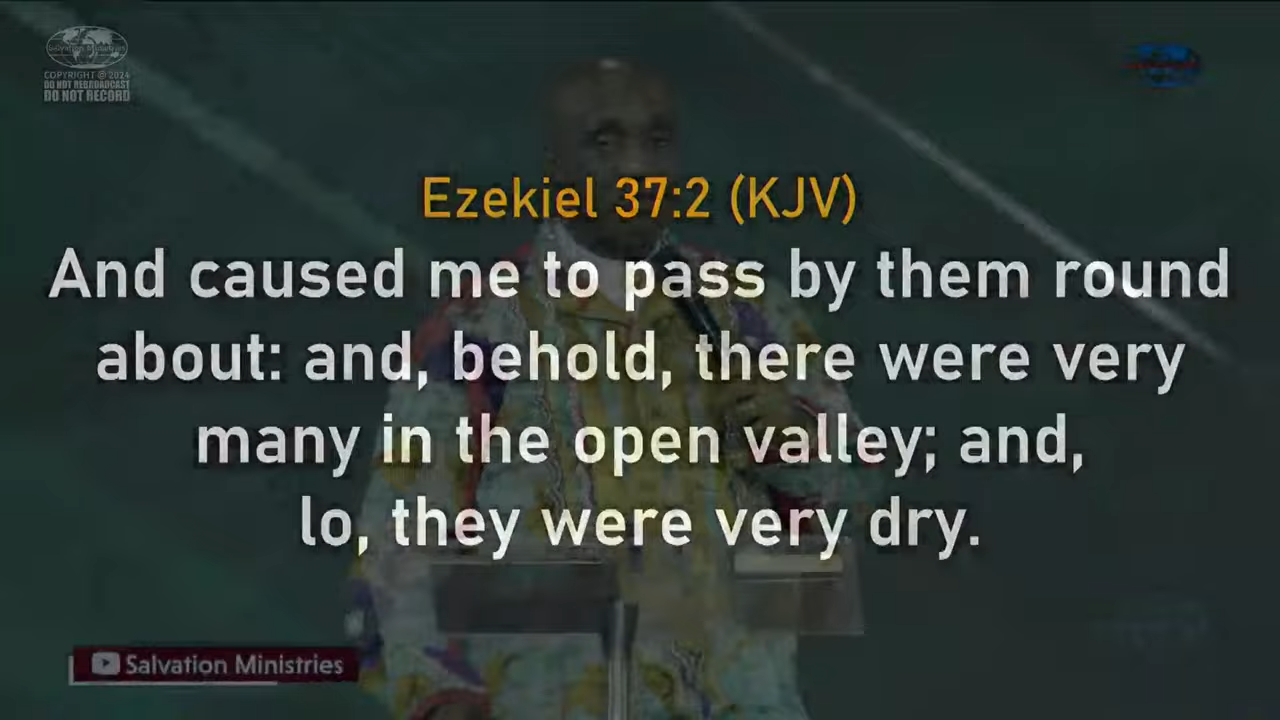 Salvation Ministries
COPYRIGHT @ 2024
DO NOT REBROADCAST
DO NOT RECORD
Ezekiel 37:2 (KJV)
And caused me to pass by them round
about: and, behold, there were very
many in the open valley; and,
lo, they were very dry.
Salvation Ministries